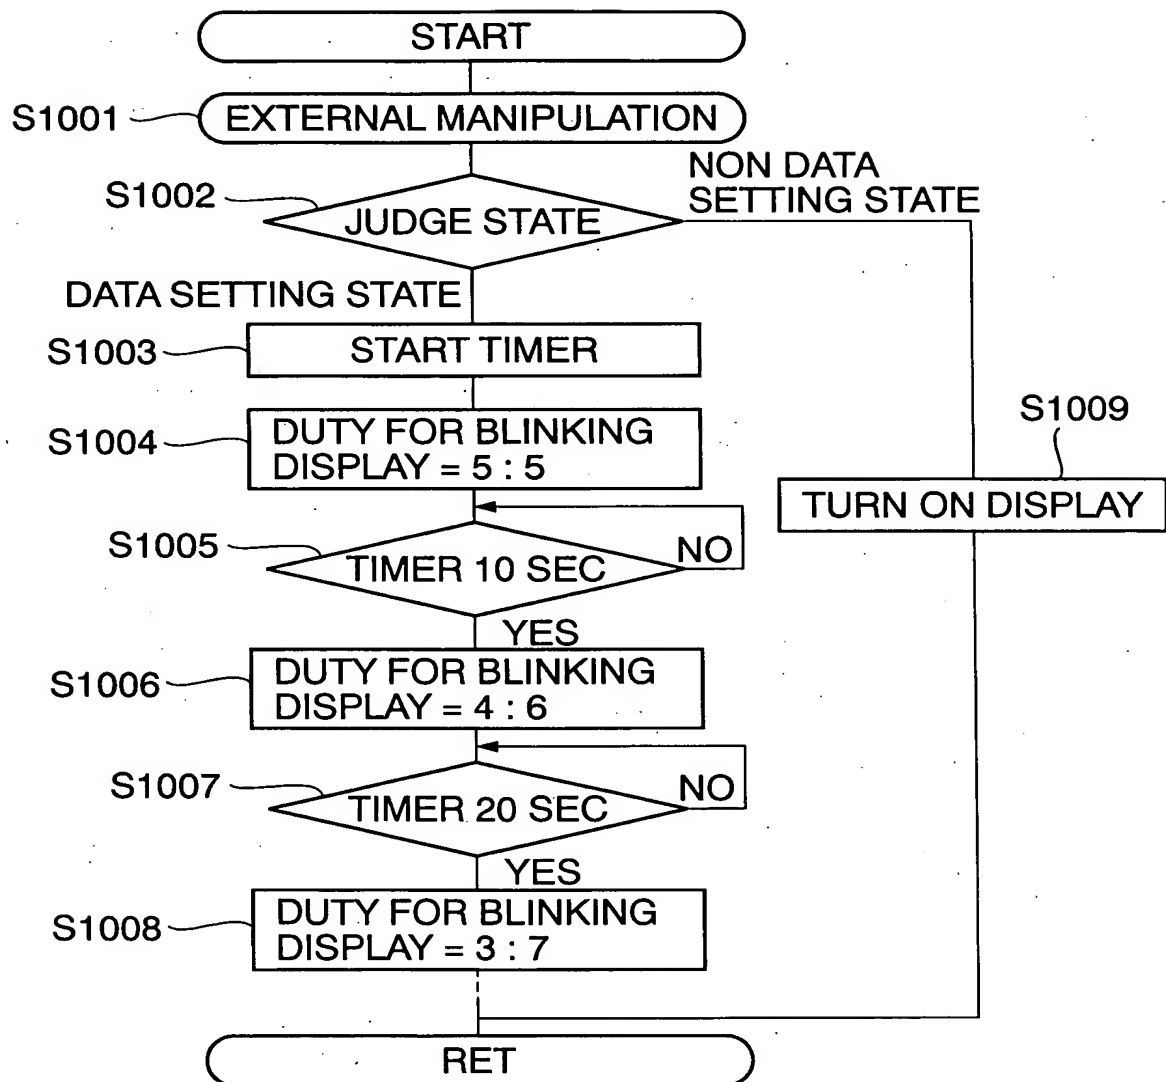 START
S1001
EXTERNAL MANIPULATION
S1002
JUDGE STATE
NON DATA
SETTING STATE
DATA SETTING STATE
S1003
START TIMER
S1004
DUTY FOR BLINKING
DISPLAY = 5 : 5
S1009
TURN ON DISPLAY
S1005
TIMER 10 SEC
NO
YES
S1006
DUTY FOR BLINKING
DISPLAY = 4 : 6
S1007
TIMER 20 SEC
NO
YES
S1008
DUTY FOR BLINKING
DISPLAY = 3 : 7
RET